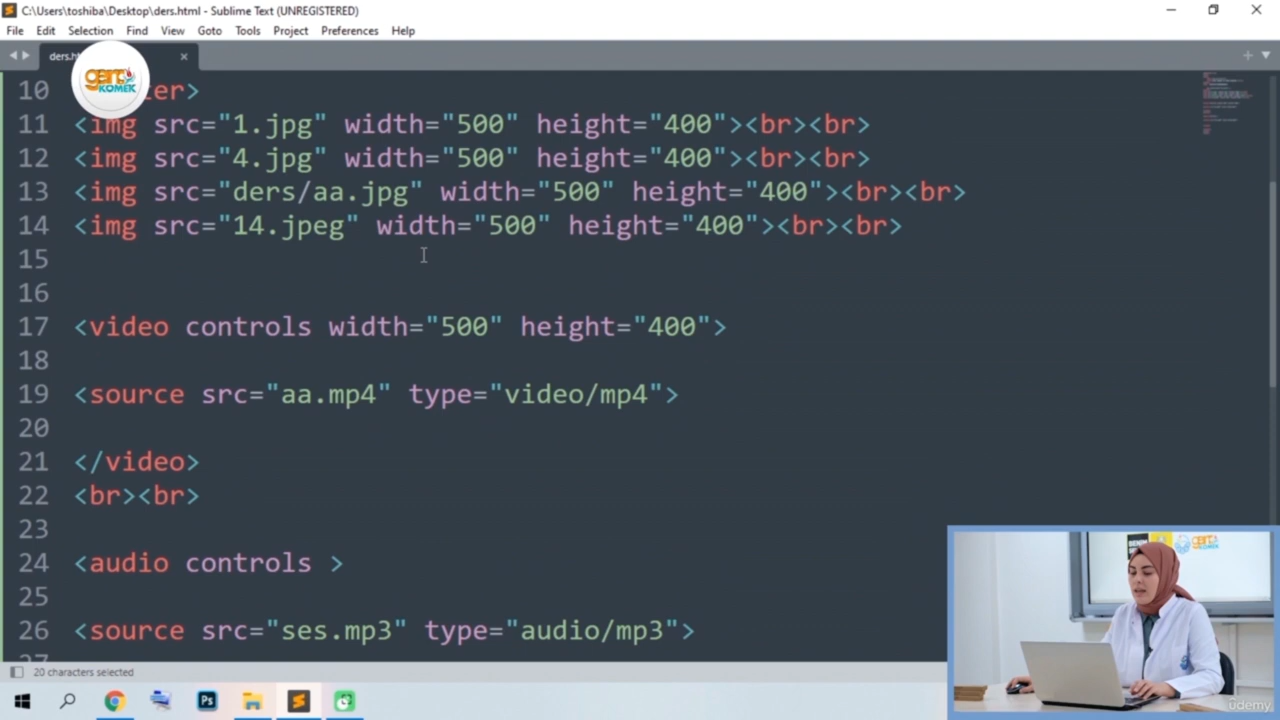 C:\Users\toshiba\Desktop\ders.html - Sublime Text (UNREGISTERED)
File Edit Selection Find View Goto Tools Project Preferences Help
gənc
KOMEK
10
11 <img src="1.jpg" width="500" height="400"><br><br>
12 <img src="4.jpg" width="500" height="400"><br><br>
13 <img src="ders/aa.jpg" width="500" height="400"><br><br>
14 <img src="14.jpeg" width="500" height="400"><br><br>
15
16
17 <video controls width="500" height="400">
18
19 <source src="aa.mp4" type="video/mp4">
20
21 </video>
22 <br><br>
23
24 <audio controls >
25
26 <source src="ses.mp3" type="audio/mp3">
27
20 characters selected
Ps
S
udemy